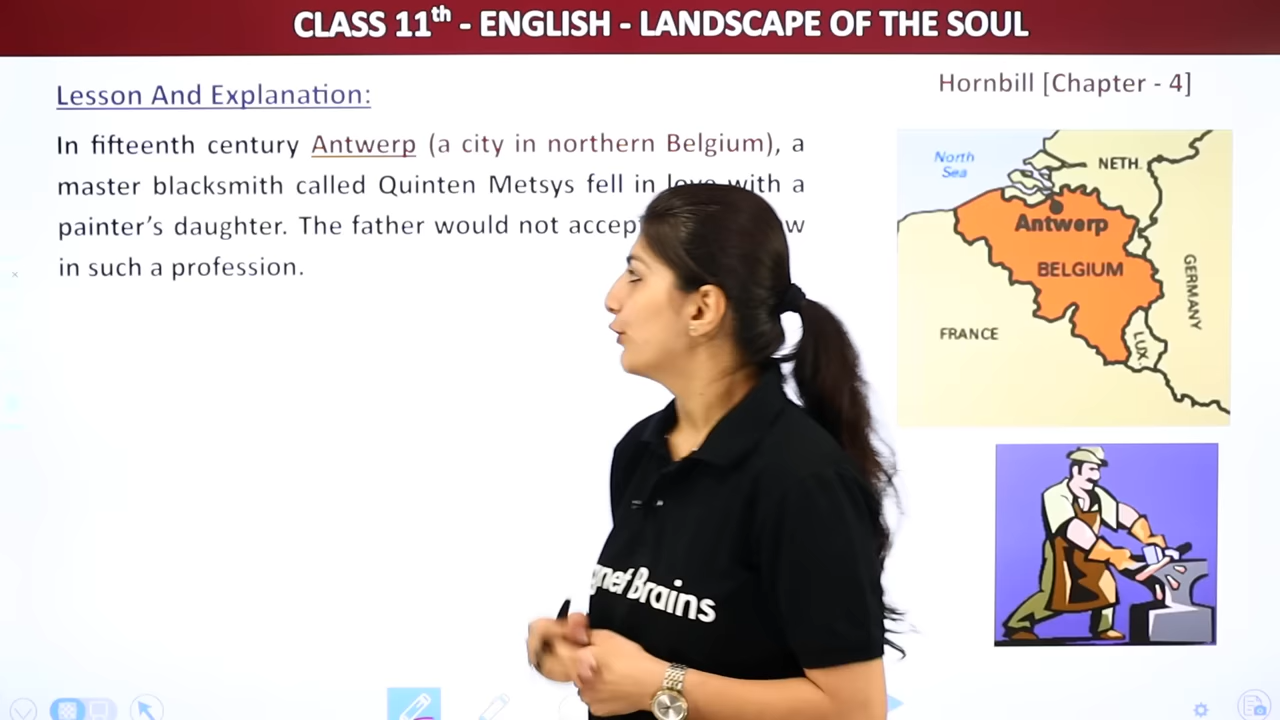 CLASS 11th - ENGLISH - LANDSCAPE OF THE SOUL
Lesson And Explanation:
Hornbill [Chapter - 4]
In fifteenth century Antwerp (a city in northern Belgium), a
master blacksmith called Quinten Metsys fell in love with a
painter's daughter. The father would not
in such a profession.
North
Sea
NETH.
Antwerp
BELGIUM
GERMANY
FRANCE
LUX.
Brains